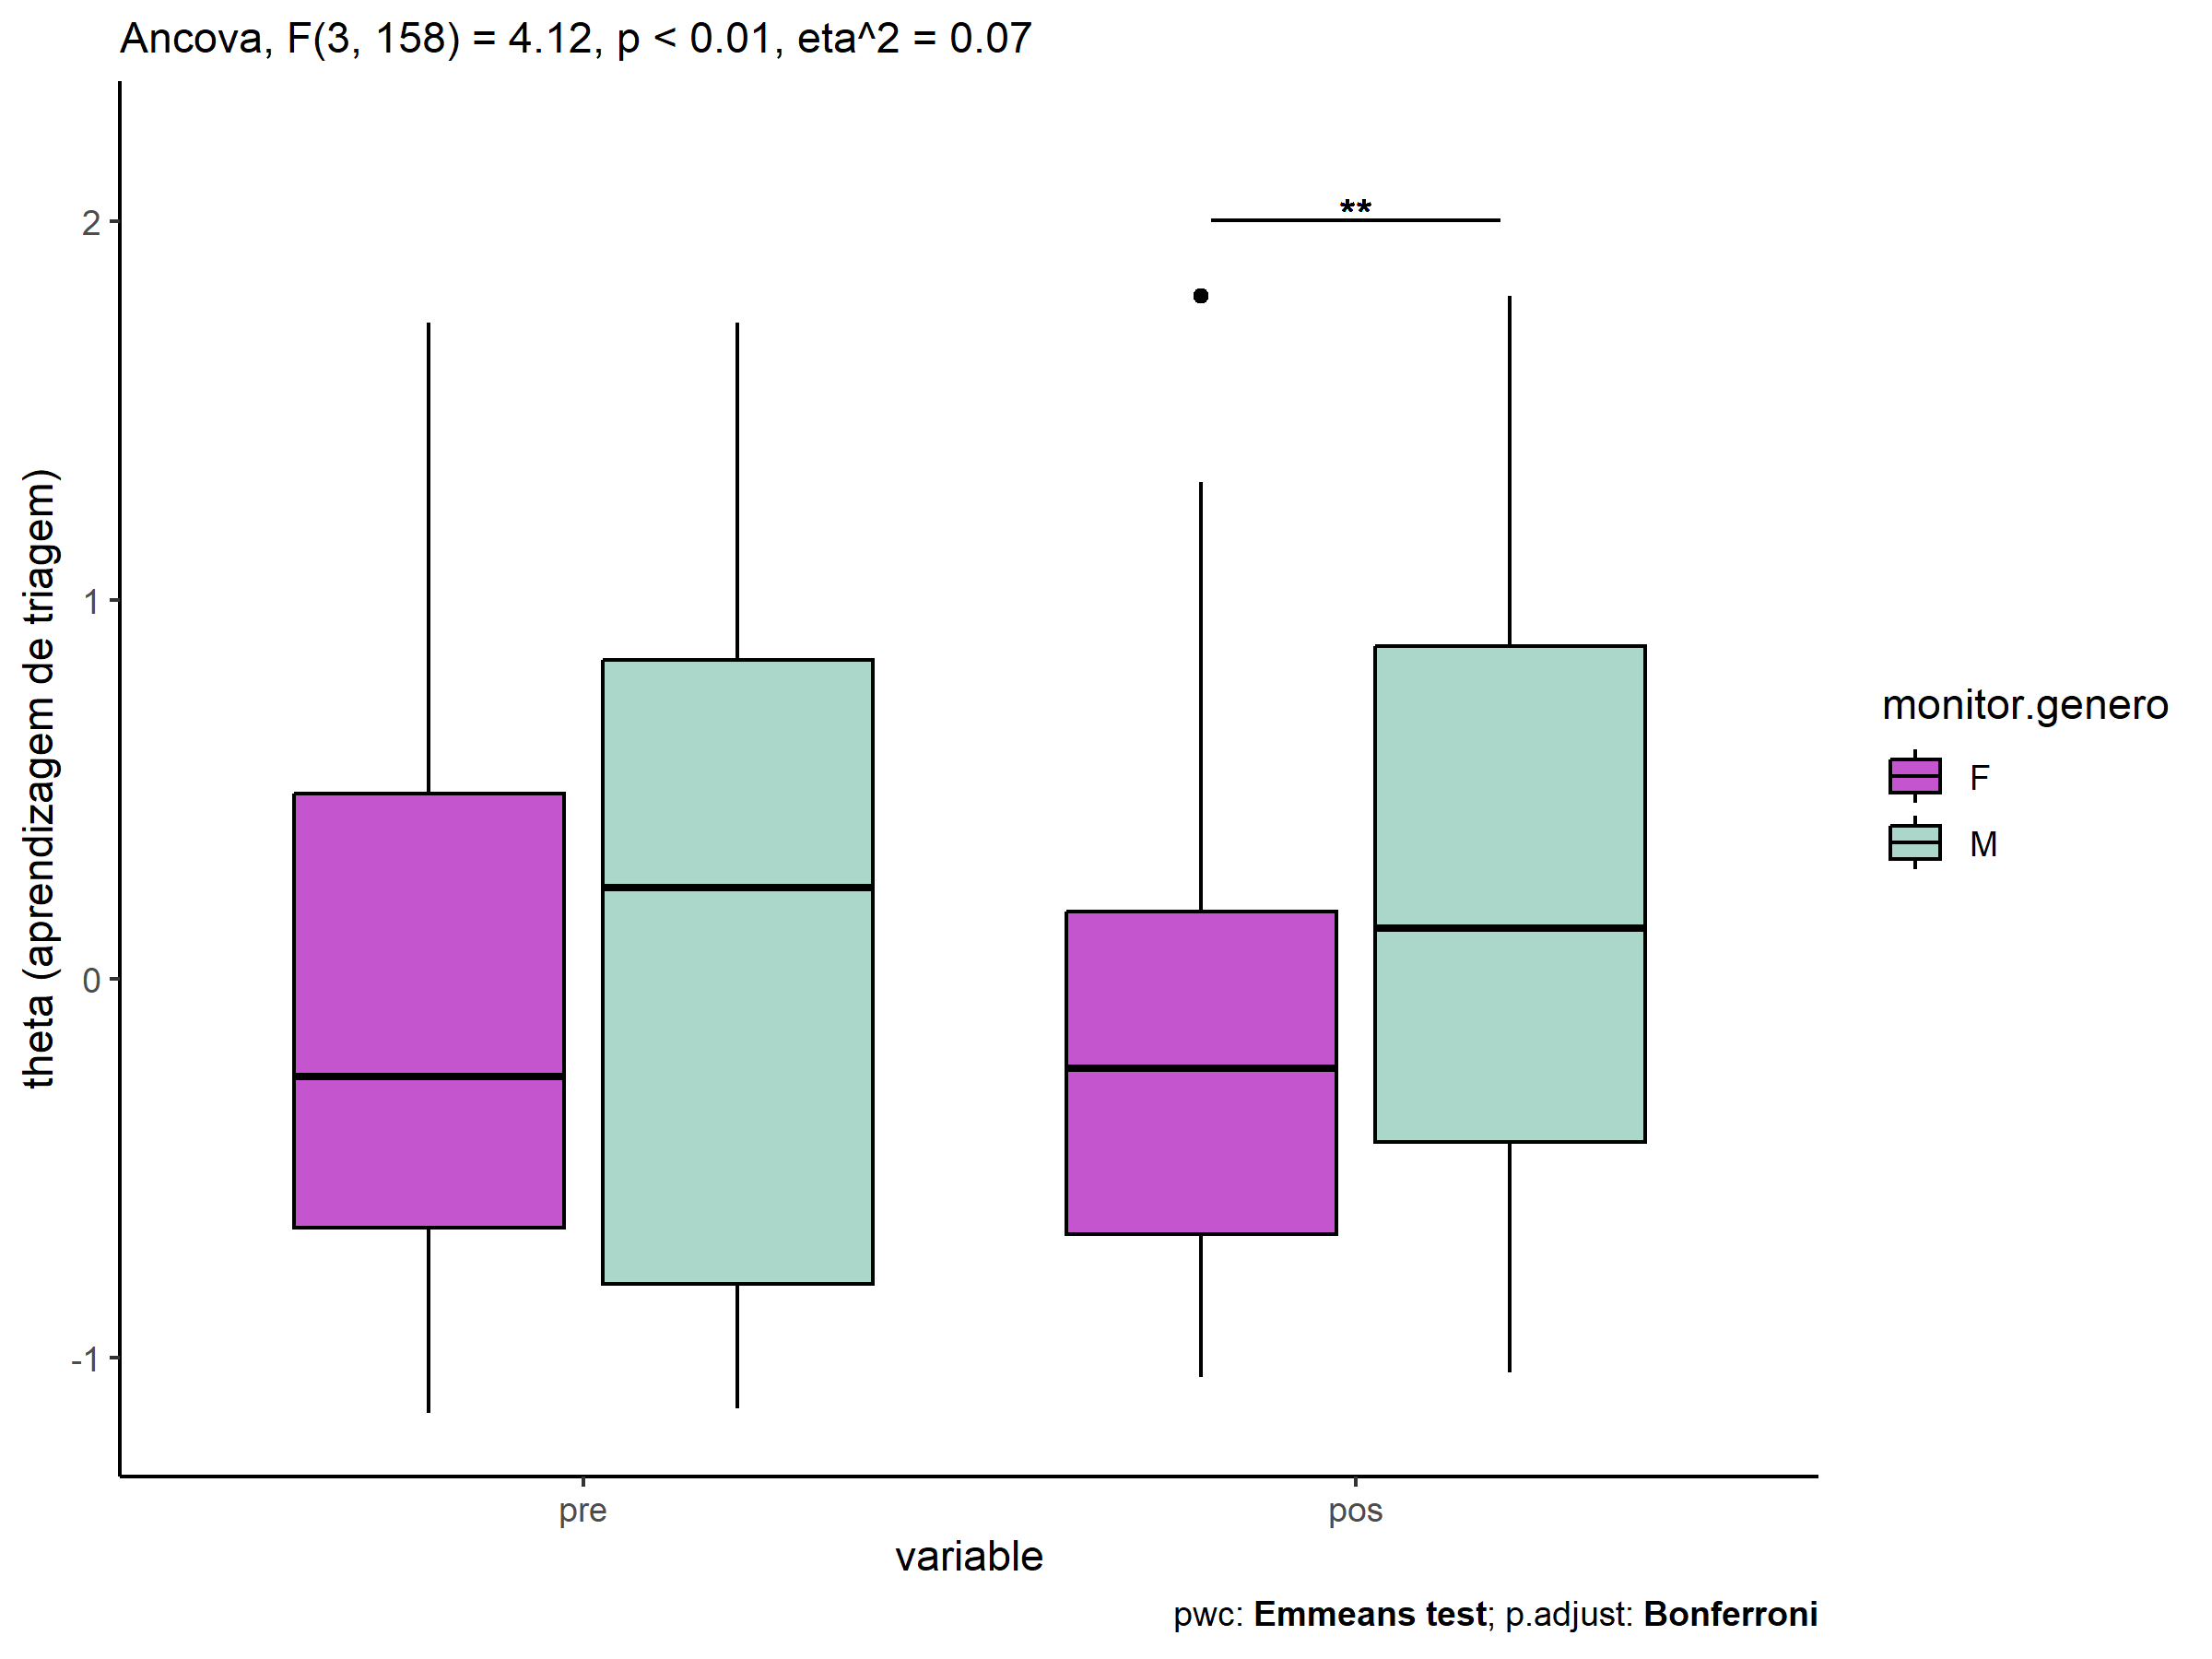 Ancova, F(3, 158) = 4.12, p < 0.01, eta^2 = 0.07
theta (aprendizagem de triagem)
2
1
0
-1
**
pre
pos
variable
monitor.genero
F
M
pwc: Emmeans test; p.adjust: Bonferroni